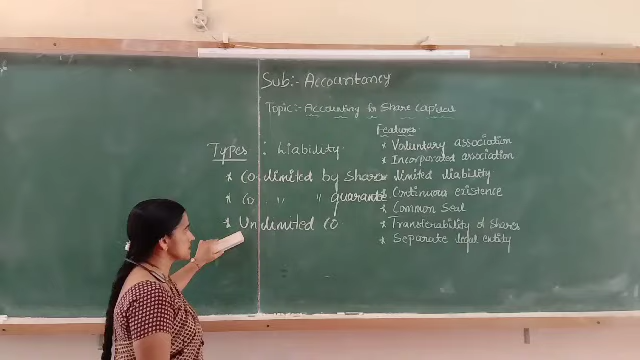 Sub:- Accountancy
Topic:- Accounting for Share Capital
Types : Liability
* Co limited by shares
* Co " " guarantee
* Unlimited Co
Features
* Voluntary association
* Incorporated association
* limited liability
* Continuous existence
* Common Seal
* Transferability of shares
* Separate legal entity